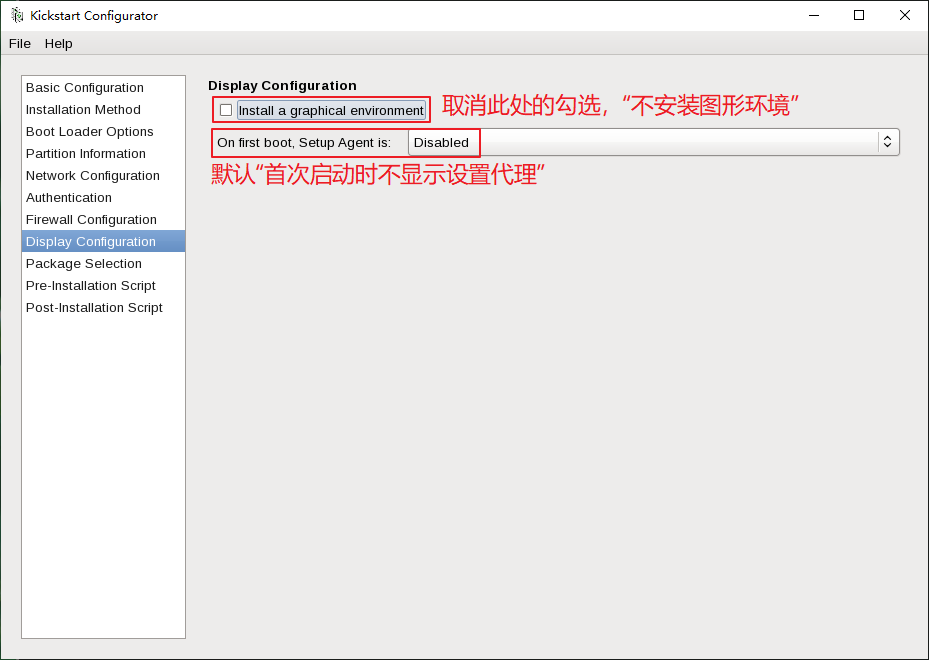 Kickstart Configurator
File Help
Basic Configuration
Installation Method
Boot Loader Options
Partition Information
Network Configuration
Authentication
Firewall Configuration
Display Configuration
Package Selection
Pre-Installation Script
Post-Installation Script
Display Configuration
Install a graphical environment 取消此处的勾选，“不安装图形环境”
On first boot, Setup Agent is: Disabled
默认“首次启动时不显示设置代理”